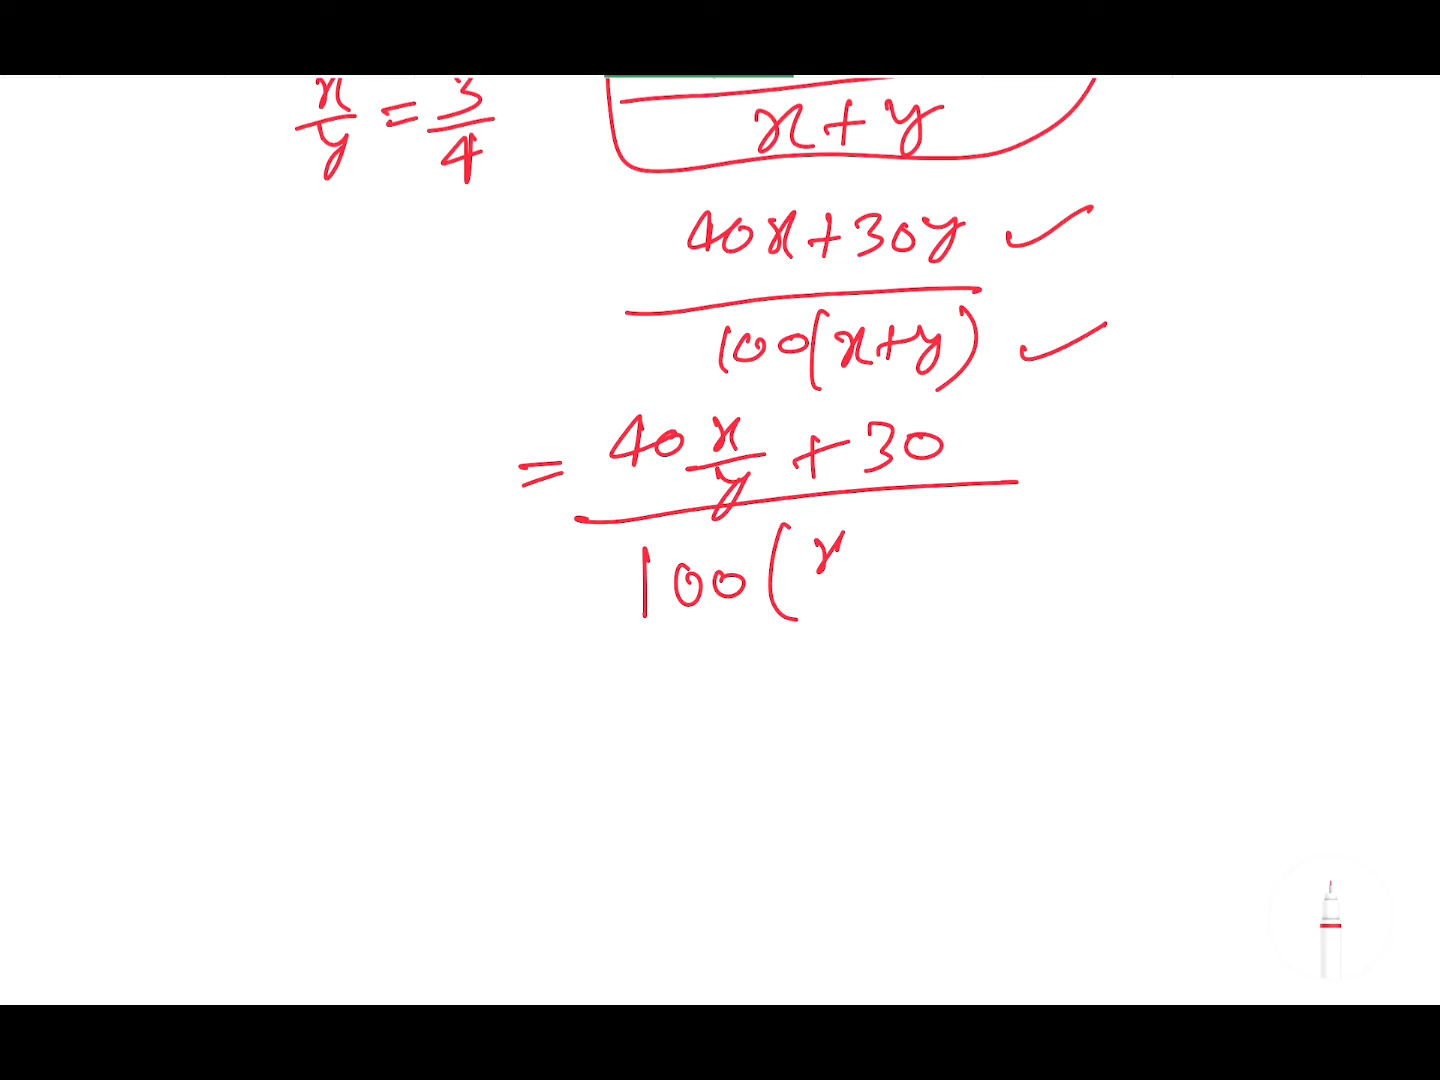 x/y = 3/4
x + y
40x + 30y ✓
100(x+y) ✓
= 40 x/y + 30
100 ( x